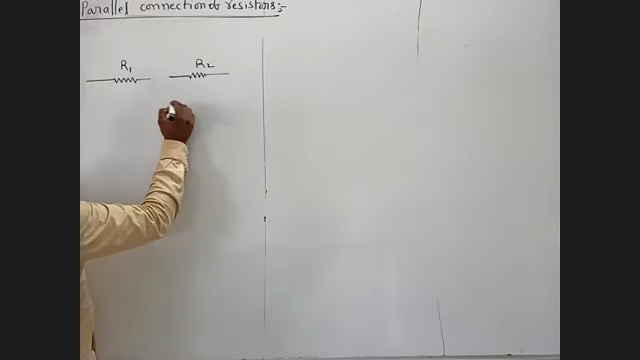 Parallel connection of resistors:-
R1 R2